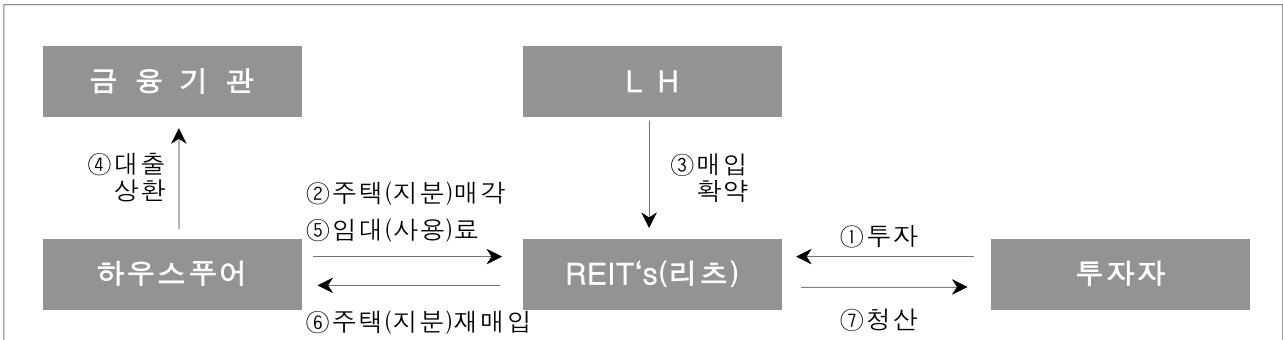 금 융 기 관
L H
④대출
상환
③매입
확약
②주택(지분)매각
⑤임대(사용)료
①투자
하우스푸어
REIT‘s(리츠)
투자자
⑥주택(지분)재매입
⑦청산